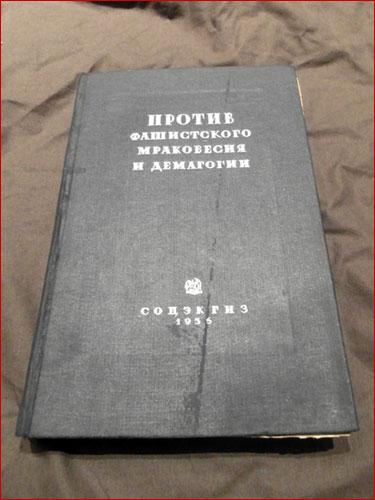 ПРОТИВ
ФАШИСТСКОГО
МРАКОБЕСИЯ
И ДЕМАГОГИИ
СОЦЭКГИЗ
1936